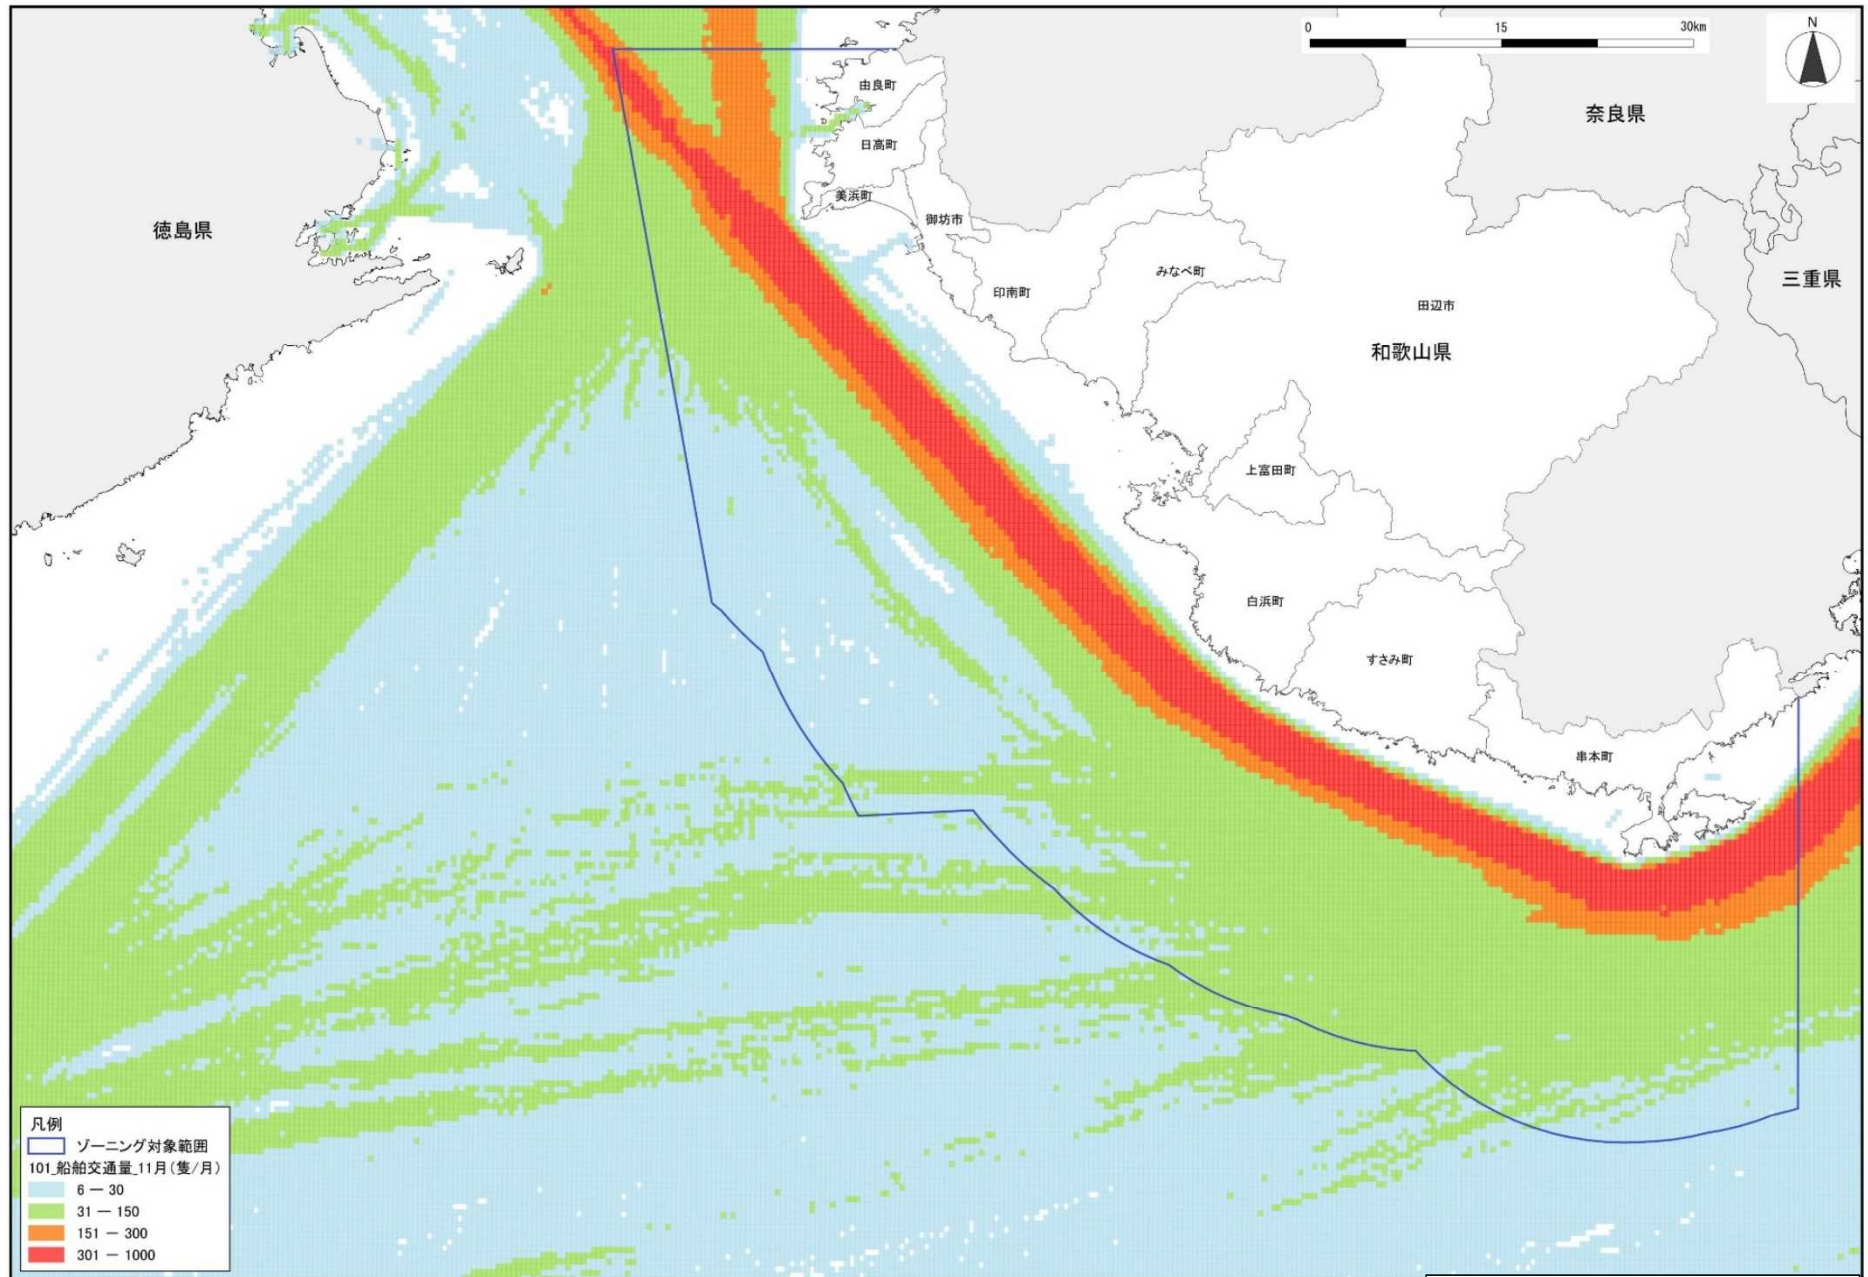 0 15 30km
N
由良町
奈良県
日高町
美浜町
徳島県
御坊市
みなべ町
三重県
印南町
田辺市
和歌山県
上富田町
白浜町
すさみ町
串本町
凡例
ゾーニング対象範囲
101_船舶交通量_11月(隻/月)
6 － 30
31 － 150
151 － 300
301 － 1000